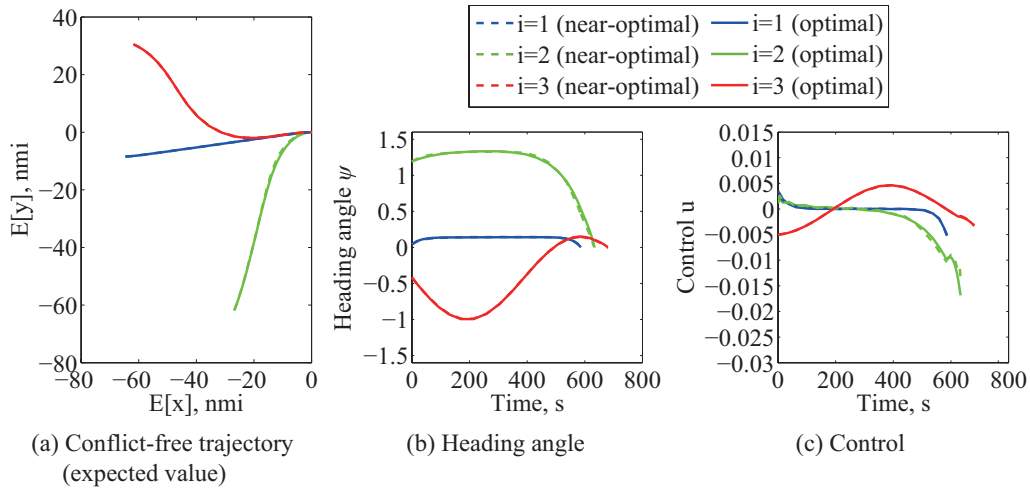 i=1 (near-optimal) i=1 (optimal)
i=2 (near-optimal) i=2 (optimal)
i=3 (near-optimal) i=3 (optimal)
40
20
0
−20
−40
−60
−80
E[y], nmi
−80 −60 −40 −20 0
E[x], nmi
(a) Conflict-free trajectory
(expected value)
1.5
1
0.5
0
−0.5
−1
−1.5
Heading angle ψ
0 200 400 600 800
Time, s
(b) Heading angle
0.015
0.01
0.005
0
−0.005
−0.01
−0.015
−0.02
−0.025
−0.03
Control u
0 200 400 600 800
Time, s
(c) Control